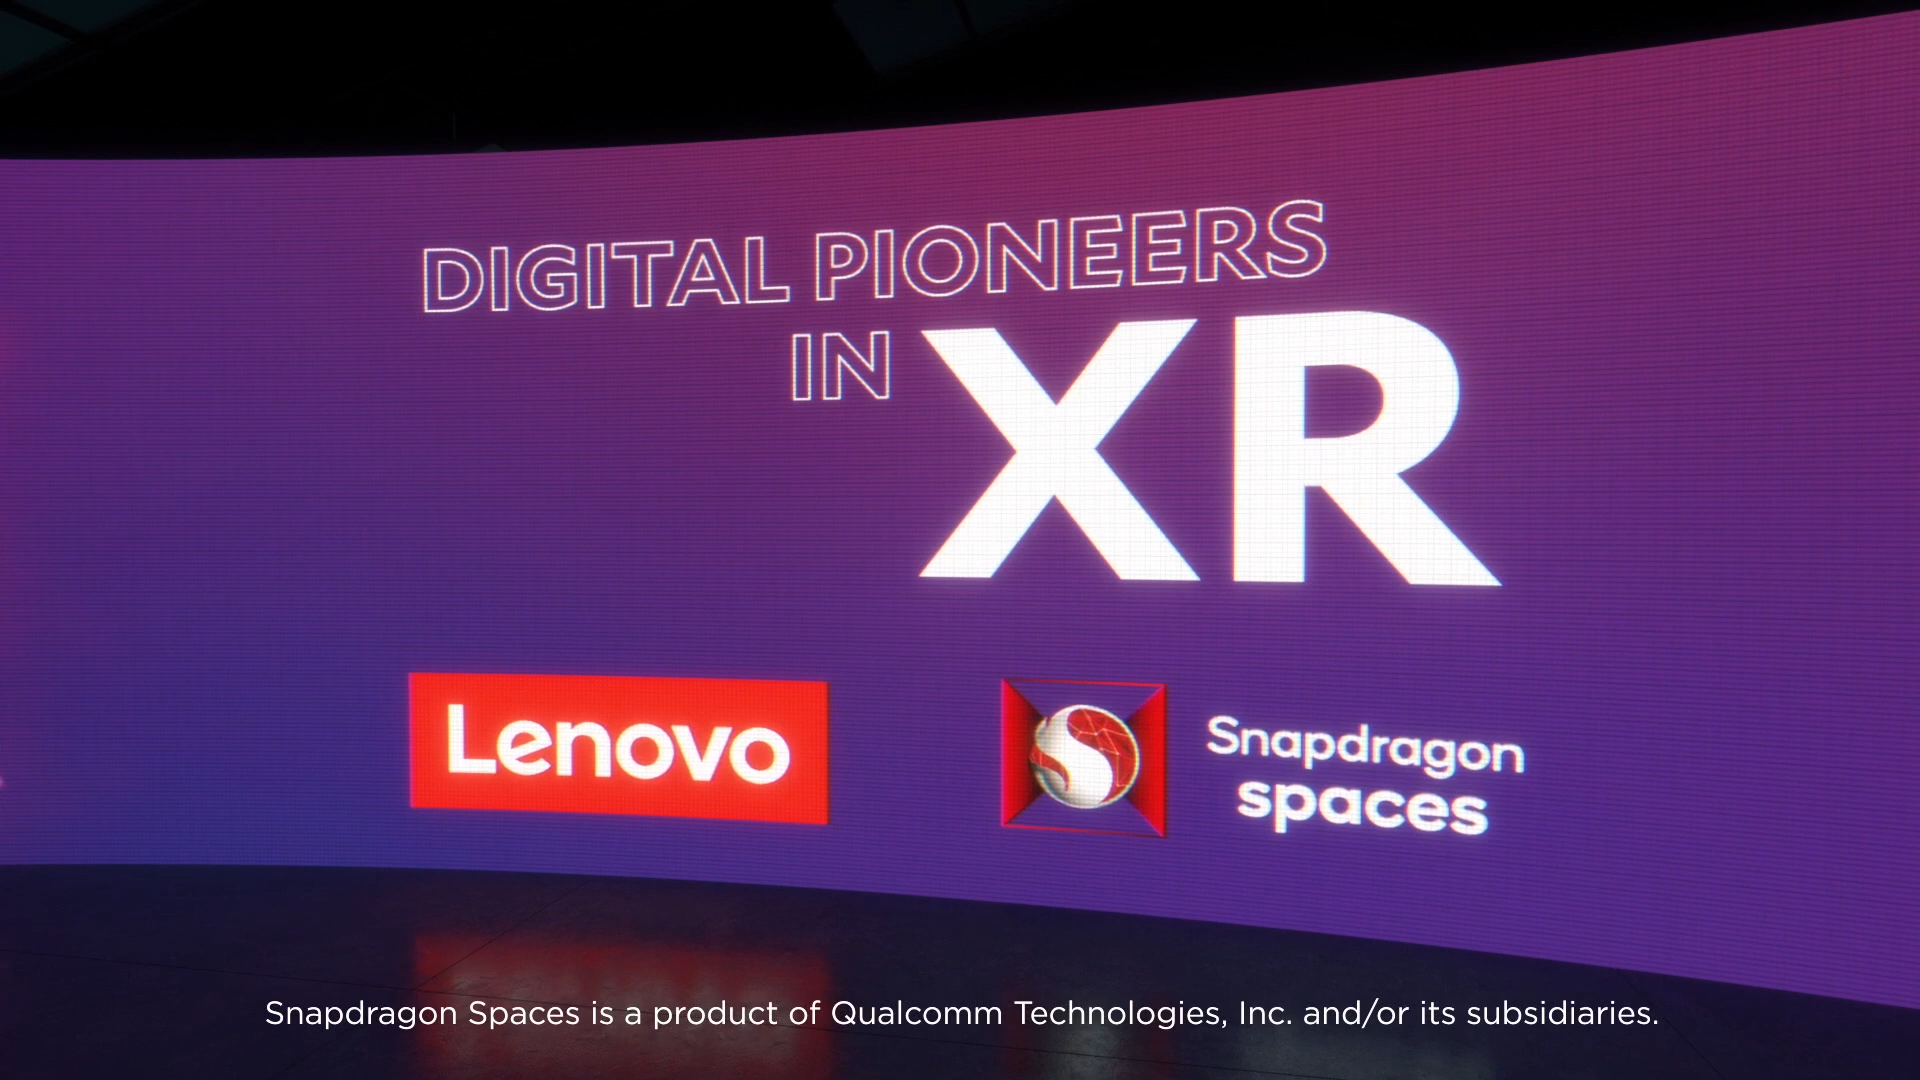 DIGITAL PIONEERS
IN XR
Lenovo
Snapdragon
spaces
Snapdragon Spaces is a product of Qualcomm Technologies, Inc. and/or its subsidiaries.